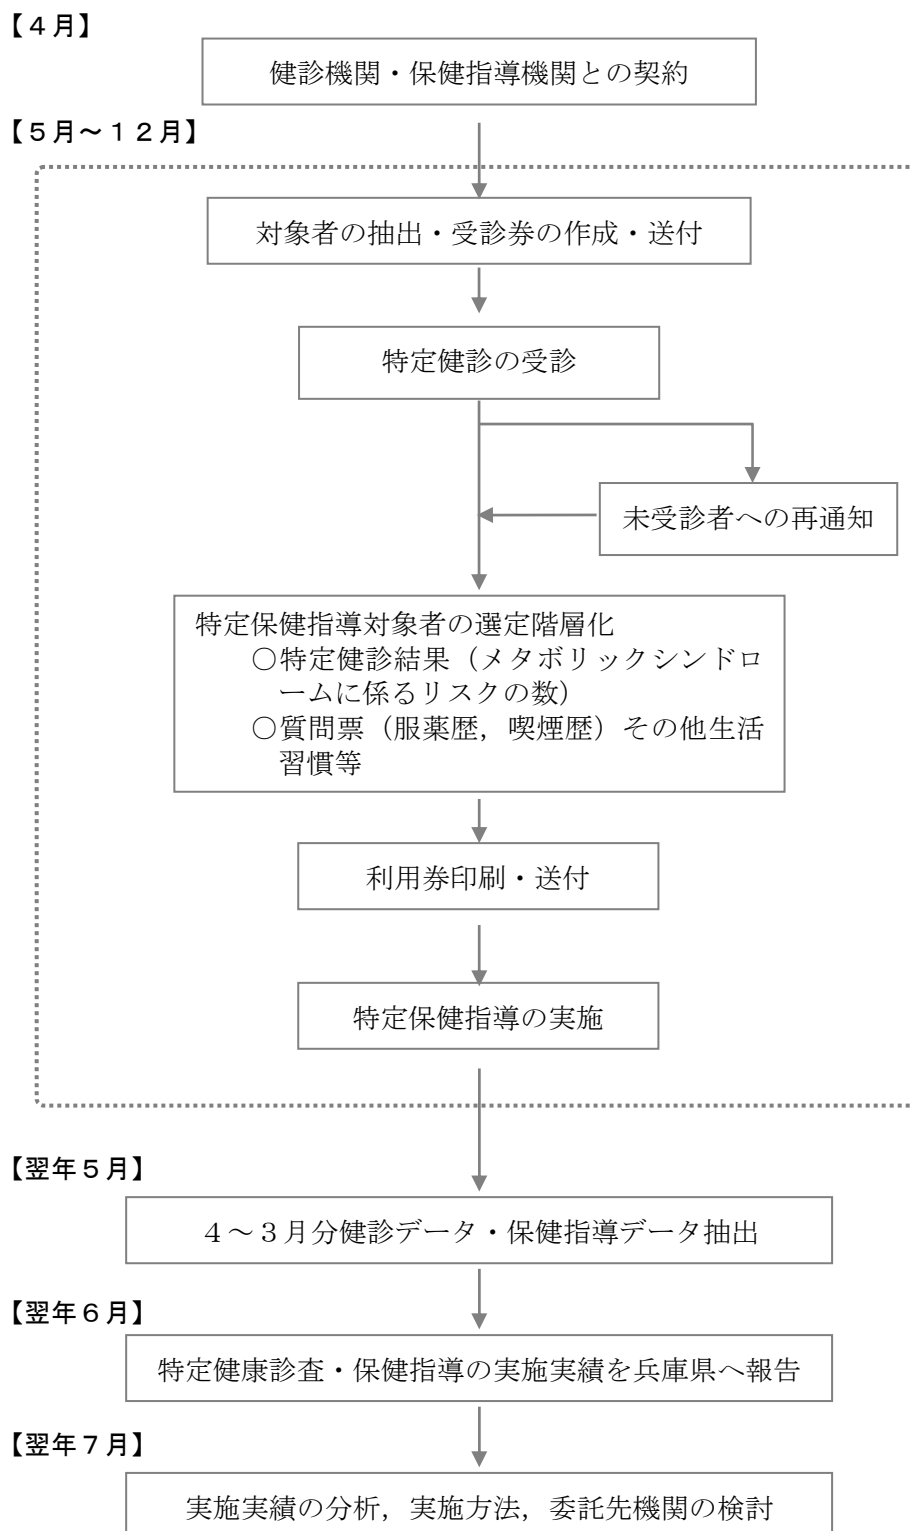 【４月】
健診機関・保健指導機関との契約
【５月～１２月】
対象者の抽出・受診券の作成・送付
特定健診の受診
未受診者への再通知
特定保健指導対象者の選定階層化
○特定健診結果（メタボリックシンドロ
ームに係るリスクの数）
○質問票（服薬歴，喫煙歴）その他生活
習慣等
利用券印刷・送付
特定保健指導の実施
【翌年５月】
４～３月分健診データ・保健指導データ抽出
【翌年６月】
特定健康診査・保健指導の実施実績を兵庫県へ報告
【翌年７月】
実施実績の分析，実施方法，委託先機関の検討